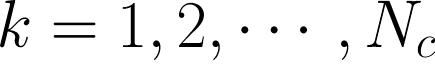 k = 1, 2, · · · , N_c